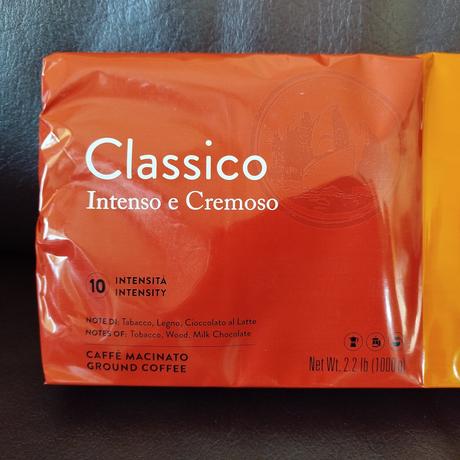 Classico
Intenso e Cremoso
10 INTENSITÀ
INTENSITY
NOTE DI: Tabacco, Legno, Cioccolato al Latte
NOTES OF: Tobacco, Wood, Milk Chocolate
CAFFÈ MACINATO
GROUND COFFEE
Net Wt. 2.2 lb (1000g)